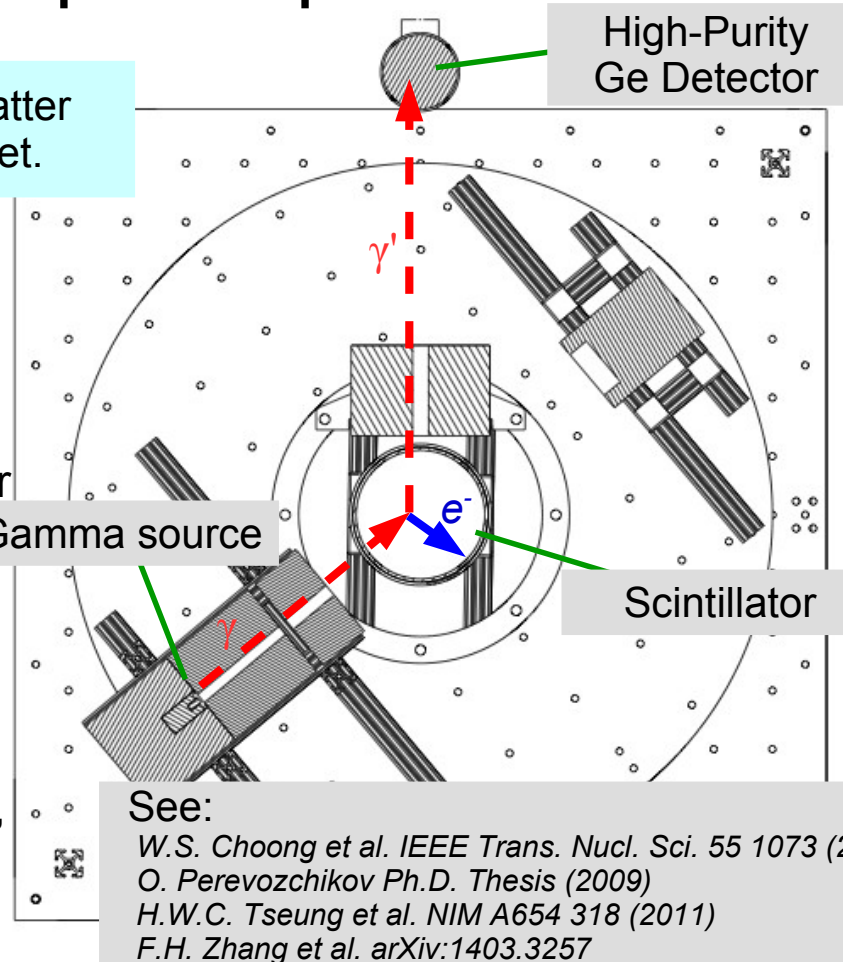 High-Purity
Ge Detector
et.
γ'
e-
Gamma source
γ
Scintillator
See:
W.S. Choong et al. IEEE Trans. Nucl. Sci. 55 1073 (2
O. Perevozchikov Ph.D. Thesis (2009)
H.W.C. Tseung et al. NIM A654 318 (2011)
F.H. Zhang et al. arXiv:1403.3257